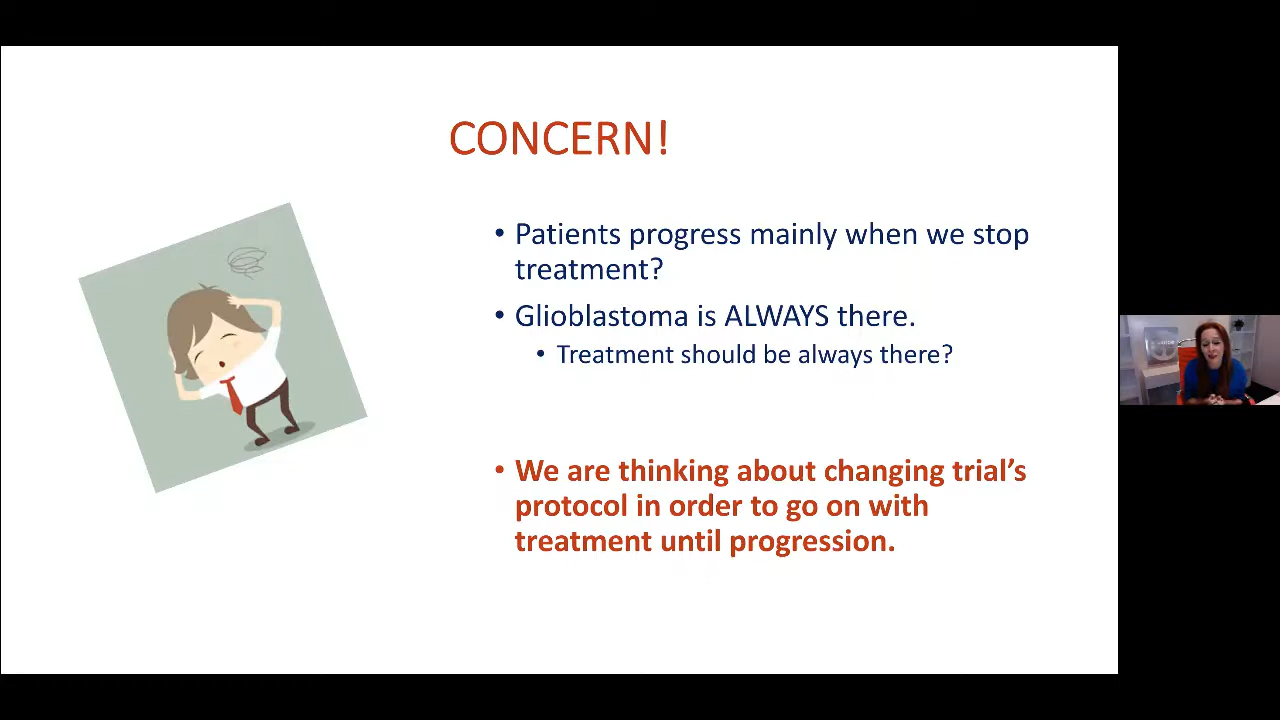 CONCERN!
• Patients progress mainly when we stop
treatment?
• Glioblastoma is ALWAYS there.
• Treatment should be always there?
• We are thinking about changing trial's
protocol in order to go on with
treatment until progression.